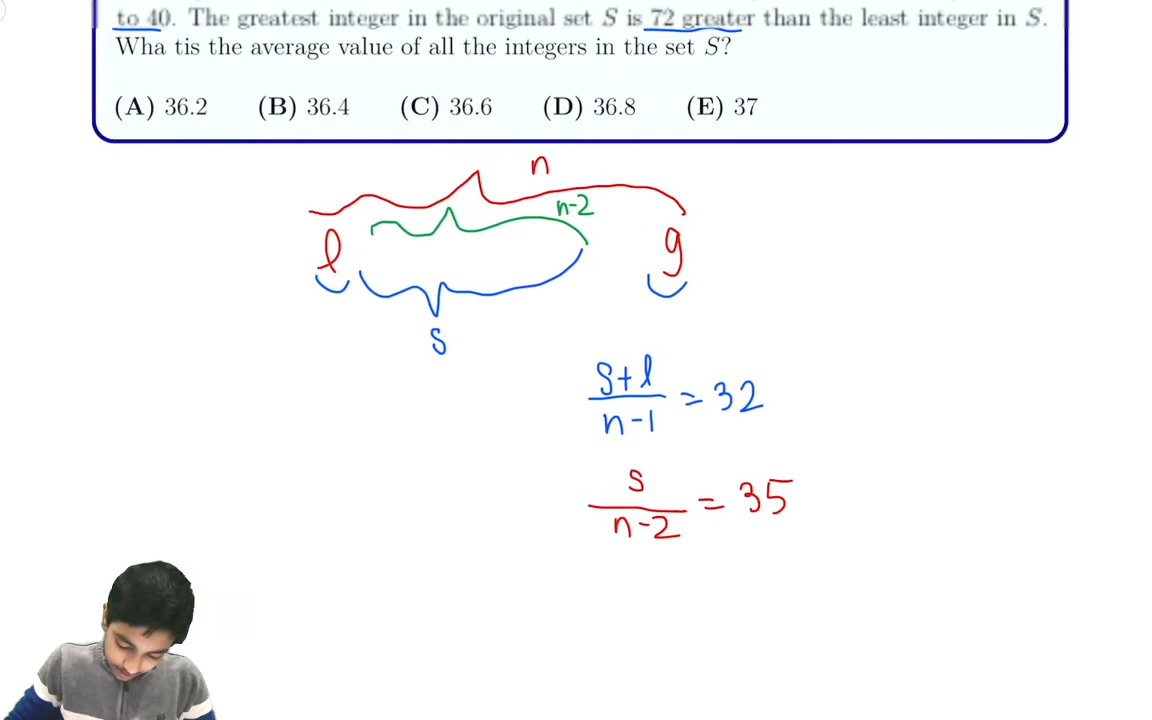 to 40. The greatest integer in the original set S is 72 greater than the least integer in S.
Wha tis the average value of all the integers in the set S?
(A) 36.2 (B) 36.4 (C) 36.6 (D) 36.8 (E) 37
n
n-2
l g
s
s+l
n-1 = 32
s
n-2 = 35